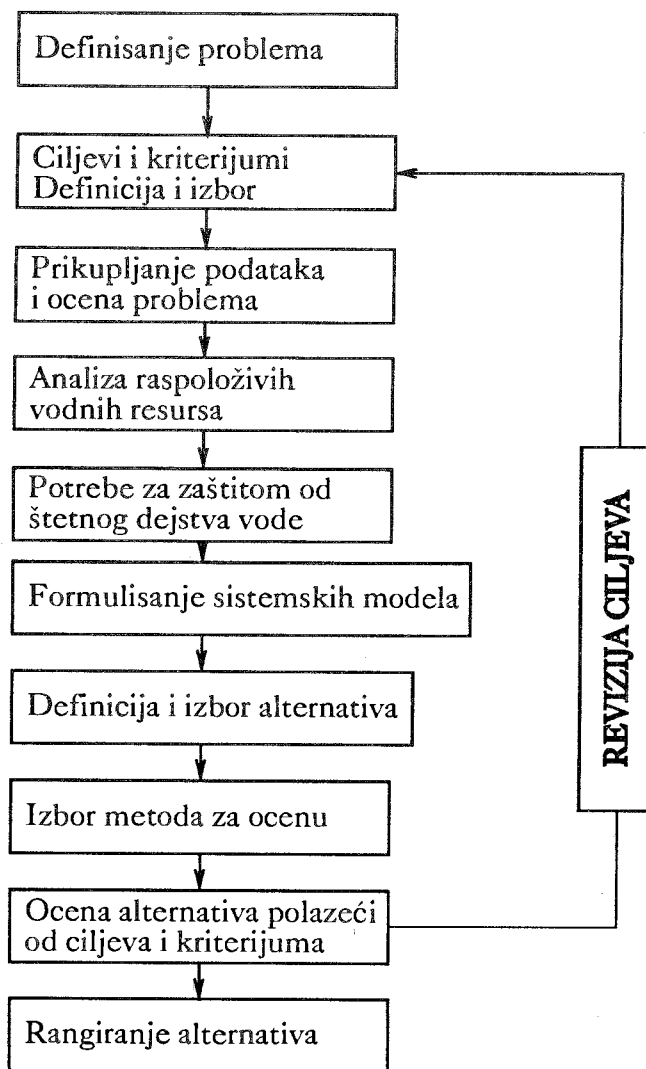 Definisanje problema
Ciljevi i kriterijumi
Definicija i izbor
Prikupljanje podataka
i ocena problema
Analiza raspoloživih
vodnih resursa
Potrebe za zaštitom od
štetnog dejstva vode
Formulisanje sistemskih modela
Definicija i izbor alternativa
Izbor metoda za ocenu
Ocena alternativa polazeći
od ciljeva i kriterijuma
Rangiranje alternativa
REVIZIJA CILJEVA